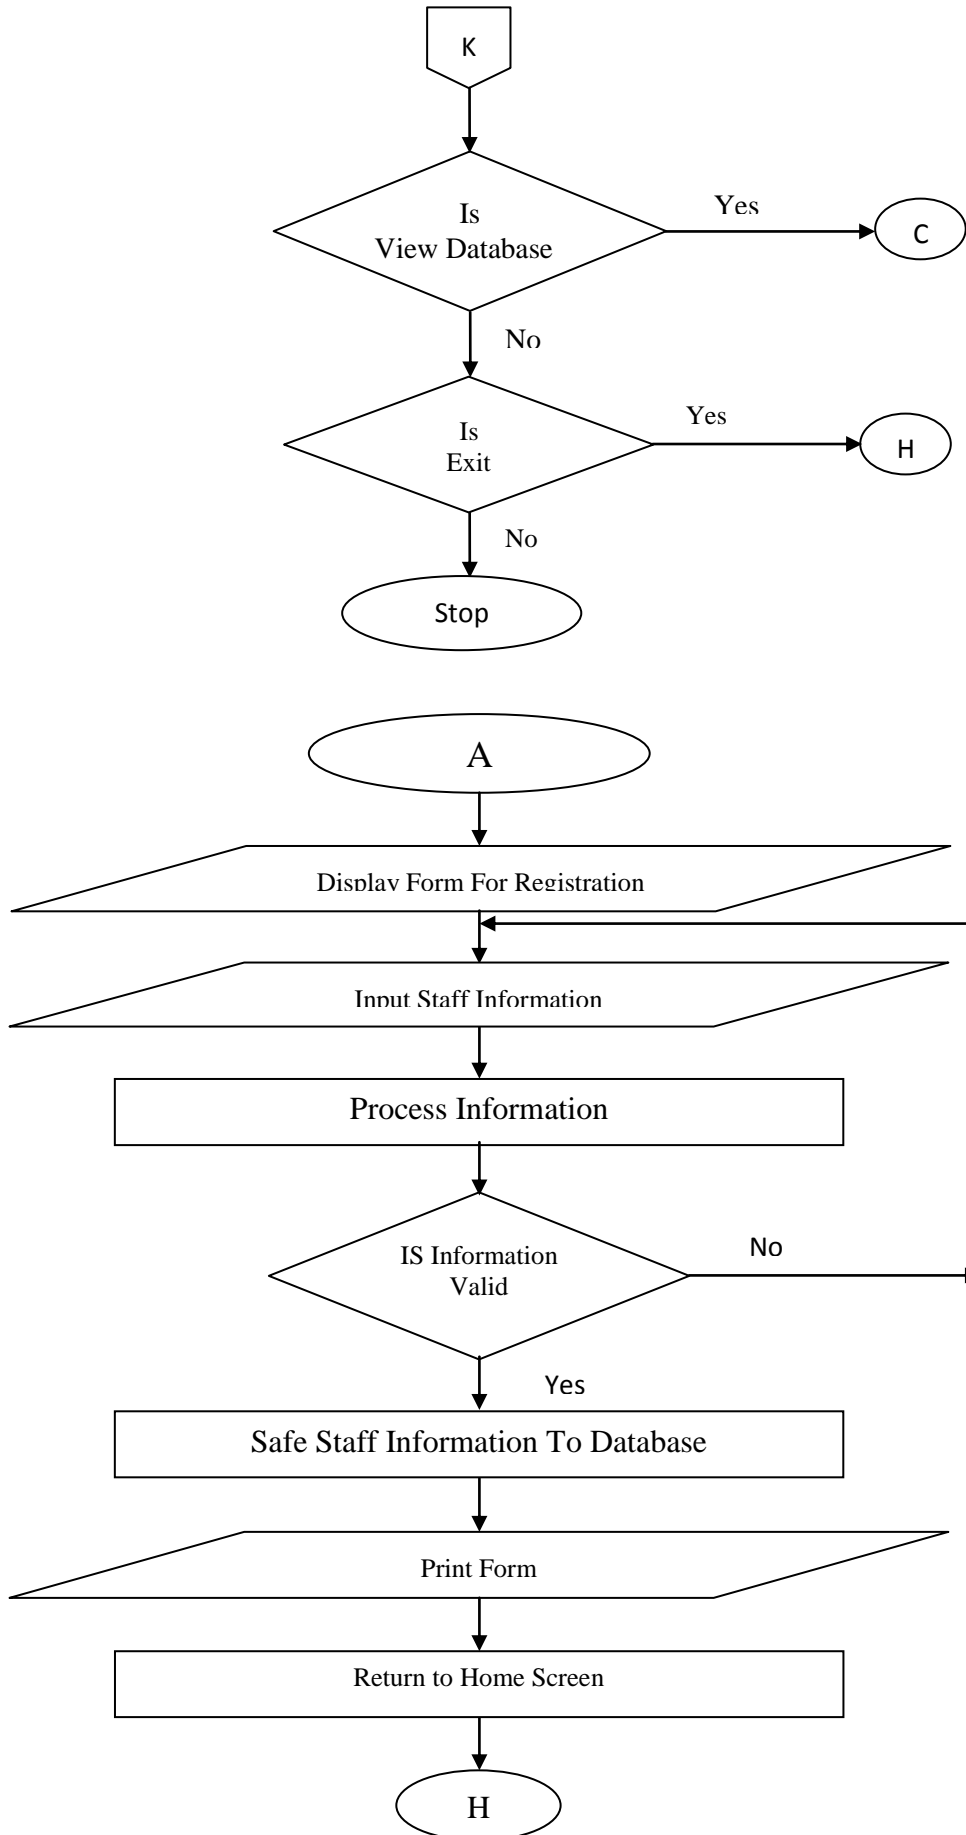 K
Is
View Database
Yes
C
No
Is
Exit
Yes
H
No
Stop
A
Display Form For Registration
Input Staff Information
Process Information
IS Information
Valid
No
Yes
Safe Staff Information To Database
Print Form
Return to Home Screen
H